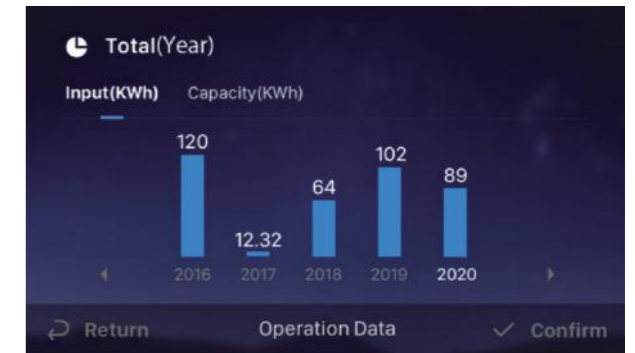 Total(Year)
Input(KWh) Capacity(KWh)
120
102
89
64
12.32
2016 2017 2018 2019 2020
Return Operation Data Confirm